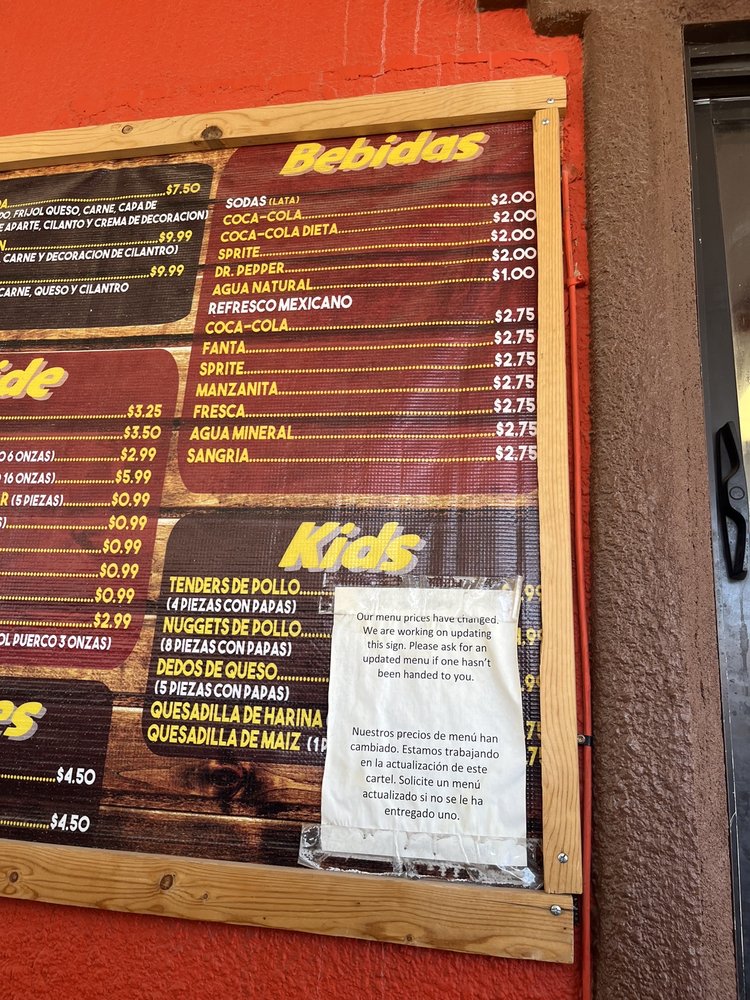 $7.50
FRIJOL QUESO, CARNE, CAPA DE
APARTE, CILANTO Y CREMA DE DECORACION)
$9.99
CARNE Y DECORACION DE CILANTRO)
$9.99
CARNE, QUESO Y CILANTRO
ide
$3.25
$3.50
6 ONZAS) $2.99
16 ONZAS) $5.99
(5 PIEZAS) $0.99
$0.99
$0.99
$0.99
$0.99
$2.99
PUERCO 3 ONZAS)
es
$4.50
$4.50
Bebidas
SODAS (LATA)
COCA-COLA $2.00
COCA-COLA DIETA $2.00
SPRITE $2.00
DR. PEPPER $2.00
AGUA NATURAL $1.00
REFRESCO MEXICANO
COCA-COLA $2.75
FANTA $2.75
SPRITE $2.75
MANZANITA $2.75
FRESCA $2.75
AGUA MINERAL $2.75
SANGRIA $2.75
Kids
TENDERS DE POLLO
(4 PIEZAS CON PAPAS)
NUGGETS DE POLLO
(8 PIEZAS CON PAPAS)
DEDOS DE QUESO
(5 PIEZAS CON PAPAS)
QUESADILLA DE HARINA
QUESADILLA DE MAIZ
Our menu prices have changed.
We are working on updating
this sign. Please ask for an
updated menu if one hasn't
been handed to you.
Nuestros precios de menú han
cambiado. Estamos trabajando
en la actualización de este
cartel. Solicite un menú
actualizado si no se le ha
entregado uno.